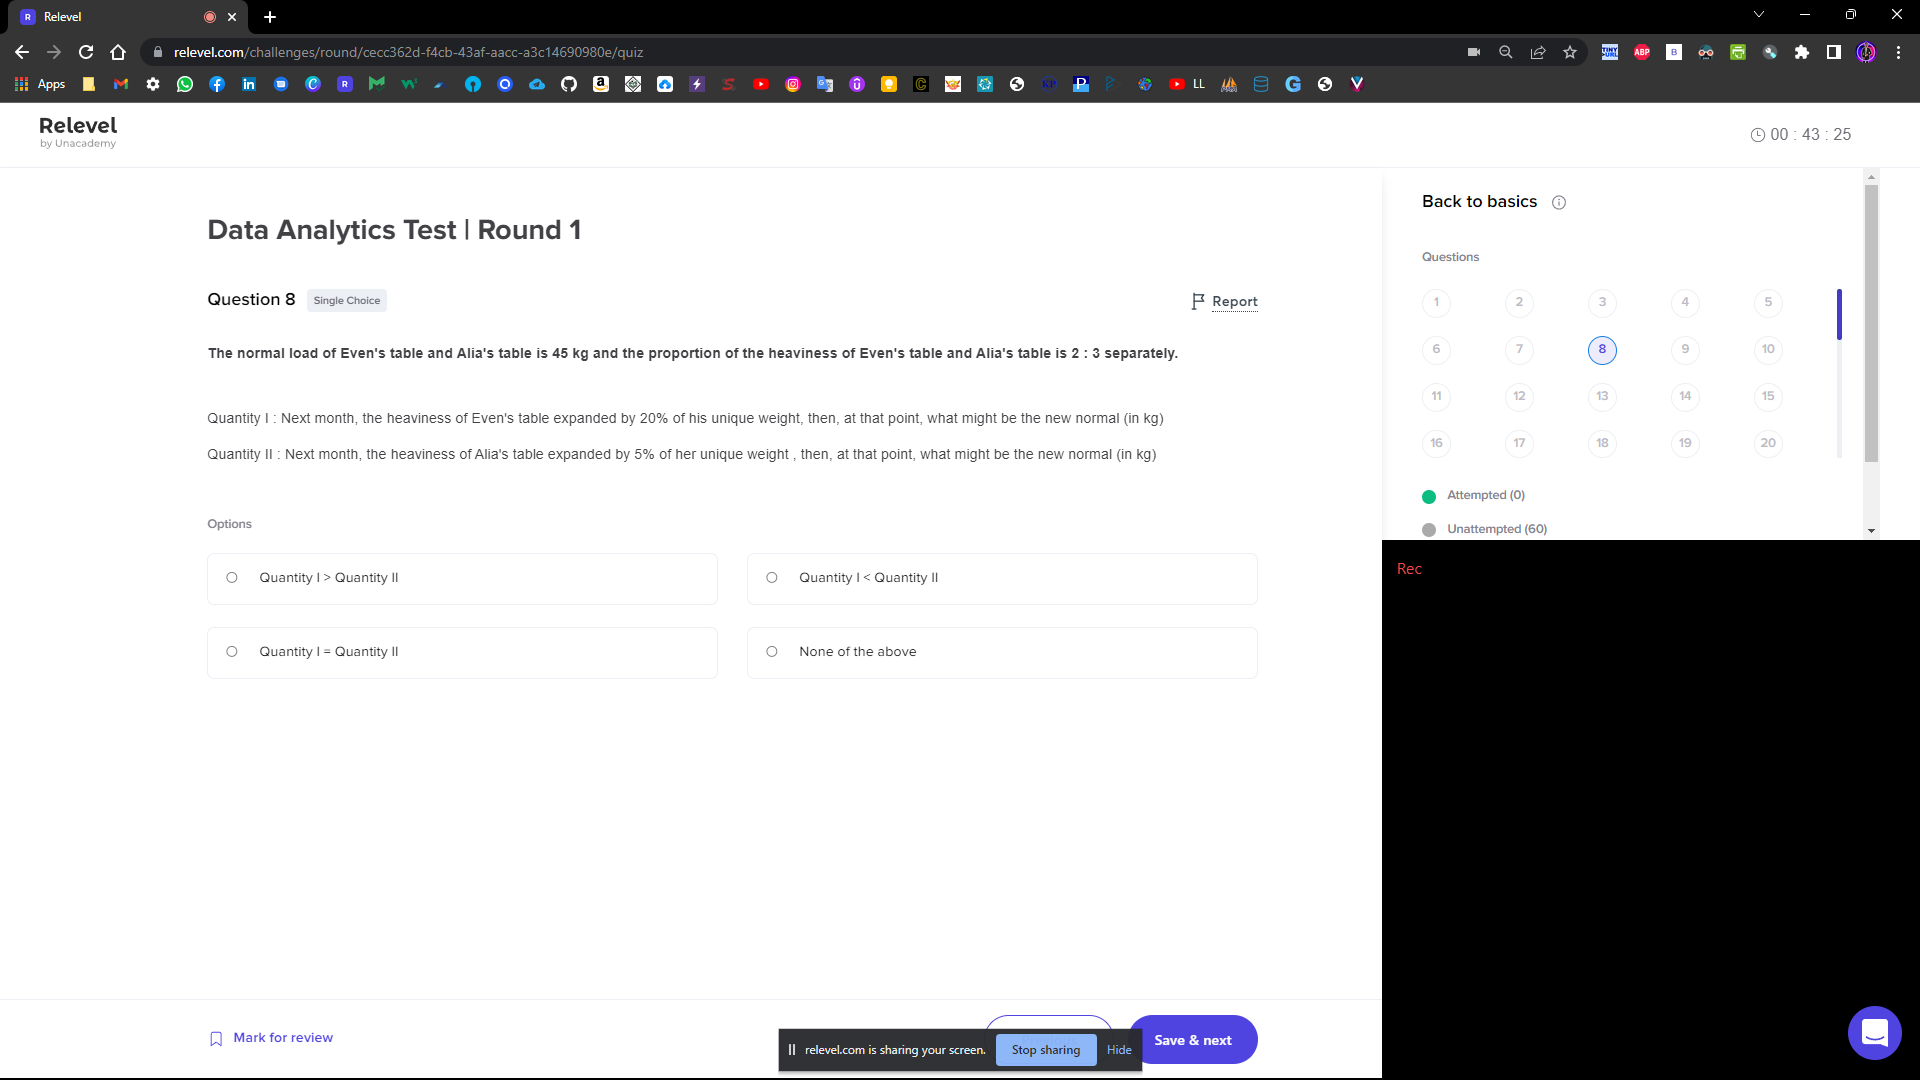 Relevel
relevel.com/challenges/round/cecc362d-f4cb-43af-aacc-a3c14690980e/quiz
Apps
LL
Relevel
by Unacademy
00 : 43 : 25
Data Analytics Test | Round 1
Question 8
Single Choice
Report
The normal load of Even's table and Alia's table is 45 kg and the proportion of the heaviness of Even's table and Alia's table is 2 : 3 separately.
Quantity I : Next month, the heaviness of Even's table expanded by 20% of his unique weight, then, at that point, what might be the new normal (in kg)
Quantity II : Next month, the heaviness of Alia's table expanded by 5% of her unique weight , then, at that point, what might be the new normal (in kg)
Options
Quantity I > Quantity II
Quantity I < Quantity II
Quantity I = Quantity II
None of the above
Back to basics
Questions
1 2 3 4 5
6 7 8 9 10
11 12 13 14 15
16 17 18 19 20
Attempted (0)
Unattempted (60)
Rec
Mark for review
relevel.com is sharing your screen.
Stop sharing
Hide
Save & next